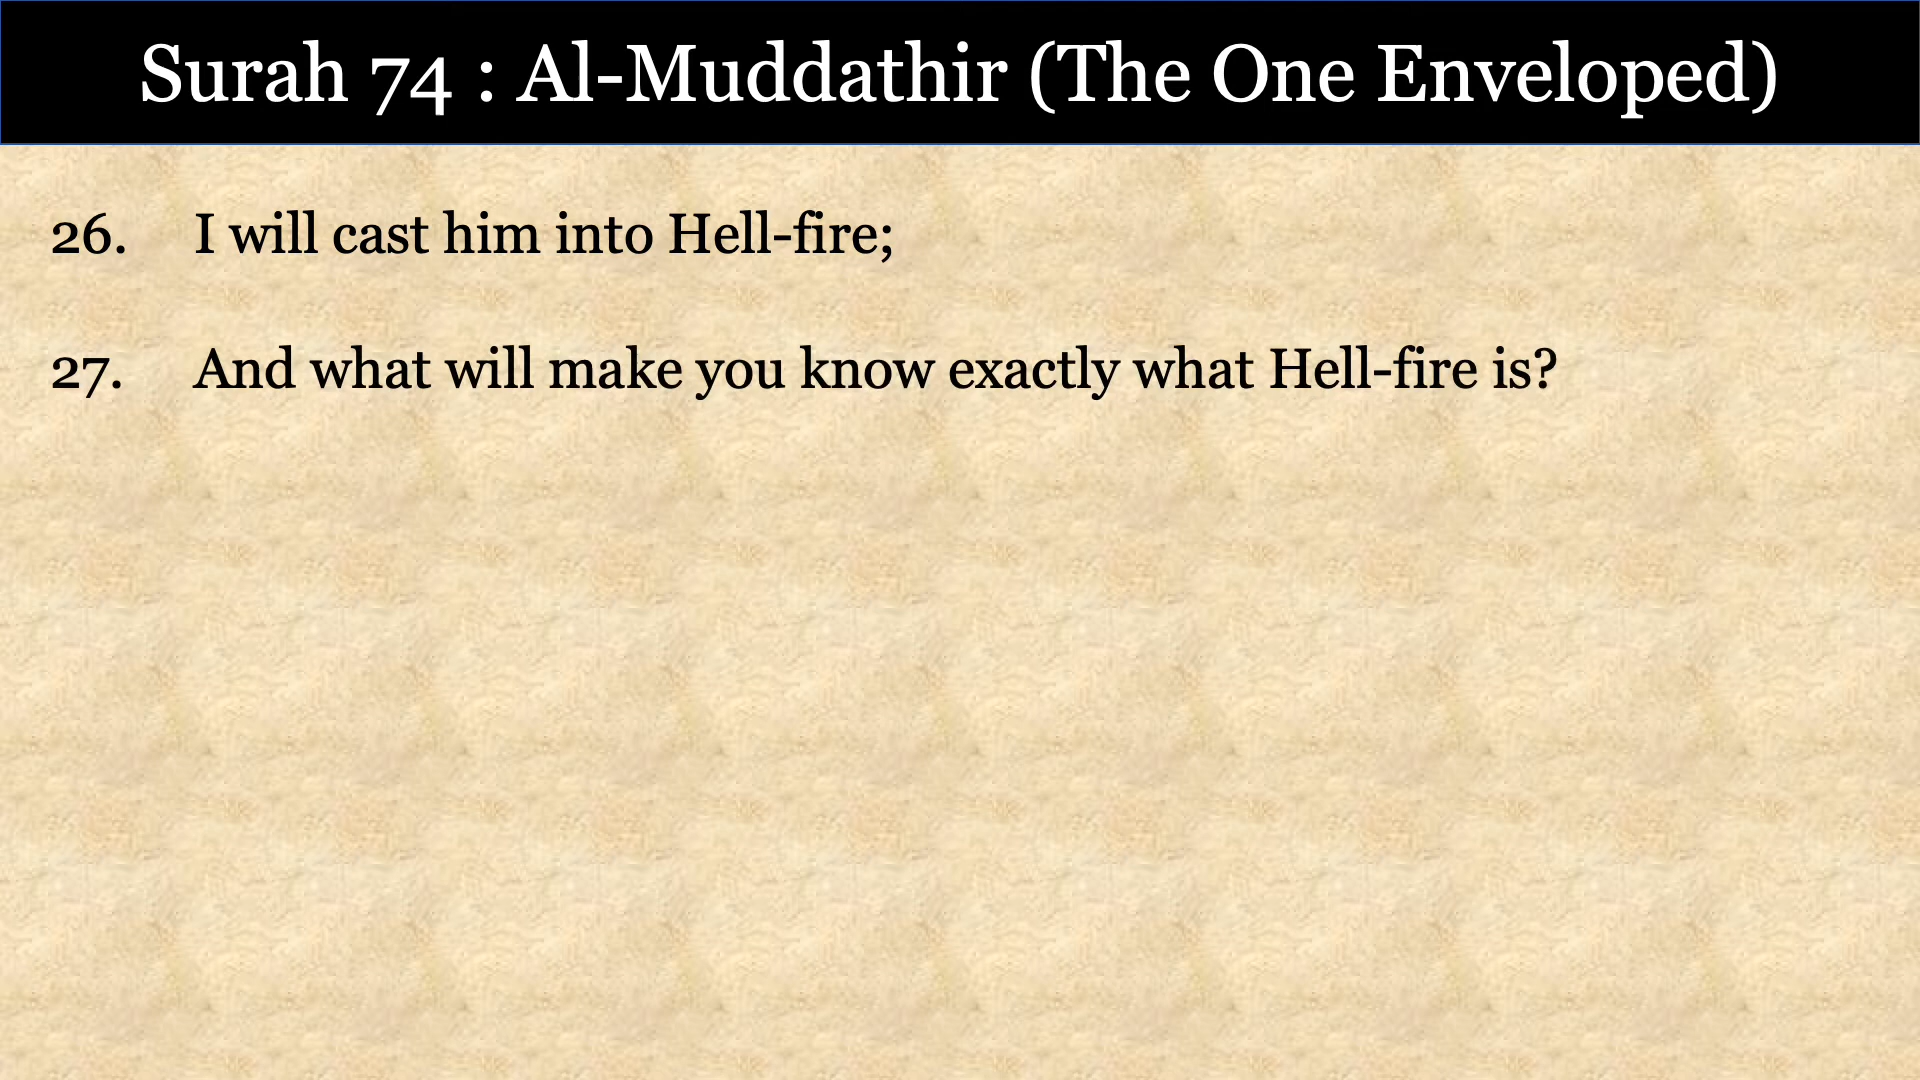 Surah 74 : Al-Muddathir (The One Enveloped)
26. I will cast him into Hell-fire;
27. And what will make you know exactly what Hell-fire is?